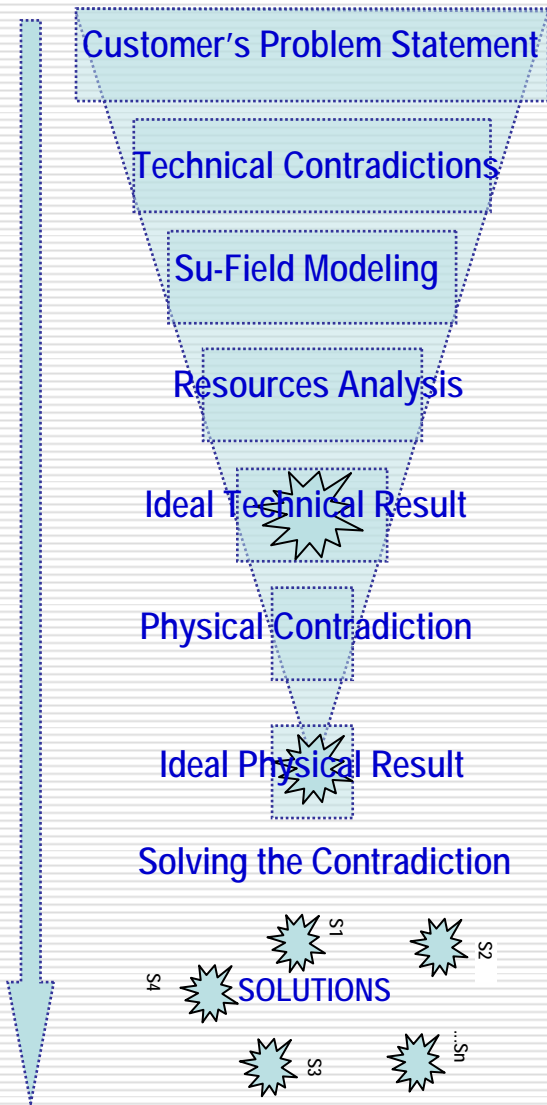 Customer's Problem Statement
Technical Contradictions
Su-Field Modeling
Resources Analysis
Ideal Technical Result
Physical Contradiction
Ideal Physical Result
Solving the Contradiction
S1
S2
S4
SOLUTIONS
S3
...Sn